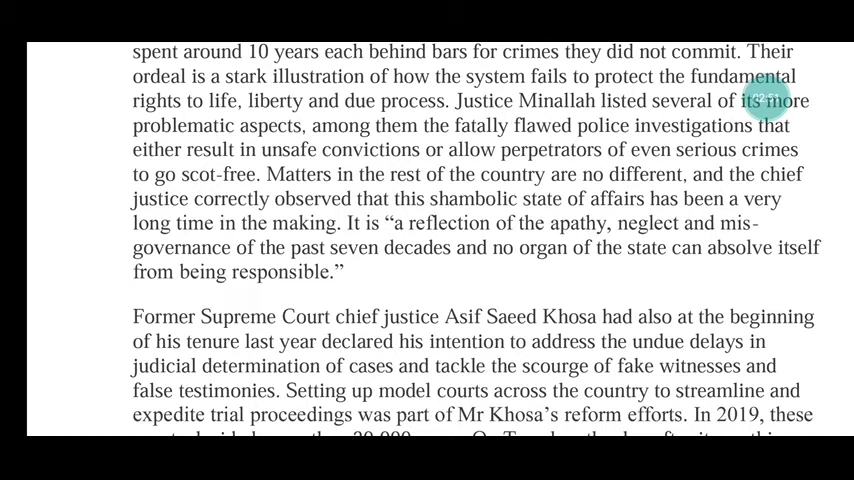 spent around 10 years each behind bars for crimes they did not commit. Their
ordeal is a stark illustration of how the system fails to protect the fundamental
rights to life, liberty and due process. Justice Minallah listed several of its more
02:51
problematic aspects, among them the fatally flawed police investigations that
either result in unsafe convictions or allow perpetrators of even serious crimes
to go scot-free. Matters in the rest of the country are no different, and the chief
justice correctly observed that this shambolic state of affairs has been a very
long time in the making. It is “a reflection of the apathy, neglect and mis-
governance of the past seven decades and no organ of the state can absolve itself
from being responsible.”
Former Supreme Court chief justice Asif Saeed Khosa had also at the beginning
of his tenure last year declared his intention to address the undue delays in
judicial determination of cases and tackle the scourge of fake witnesses and
false testimonies. Setting up model courts across the country to streamline and
expedite trial proceedings was part of Mr Khosa’s reform efforts. In 2019, these